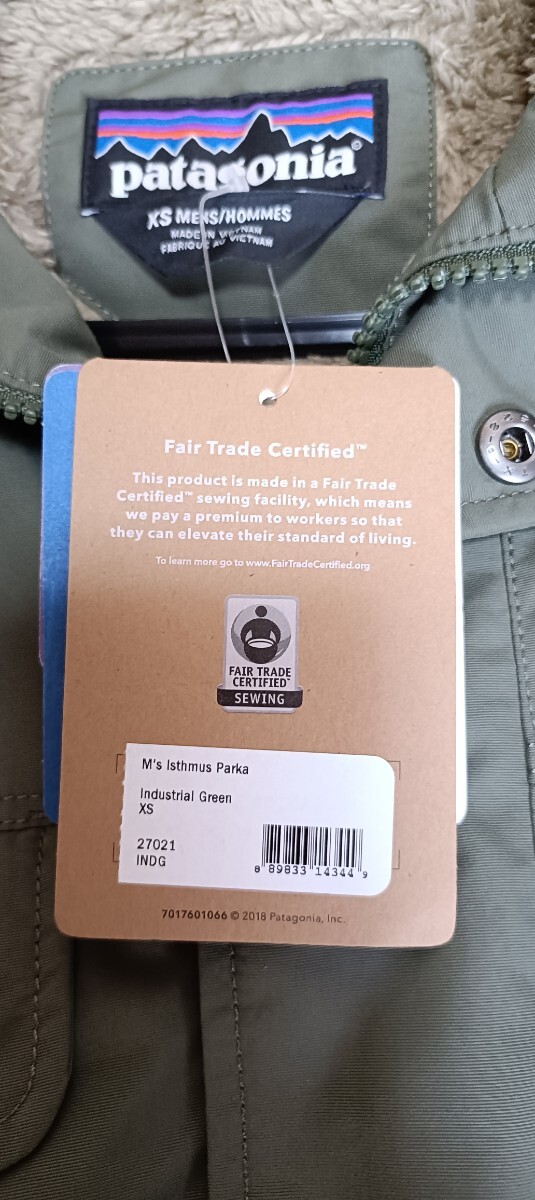 patagonia®
XS MENS/HOMMES
MADE IN VIETNAM
FABRIQUÉ AU VIETNAM
Fair Trade Certified™
This product is made in a Fair Trade
Certified™ sewing facility, which means
we pay a premium to workers so that
they can elevate their standard of living.
To learn more go to www.FairTradeCertified.org
FAIR TRADE
CERTIFIED™
SEWING
M's Isthmus Parka
Industrial Green
XS
27021
INDG
8 89833 14344 9
7017601066 © 2018 Patagonia, Inc.